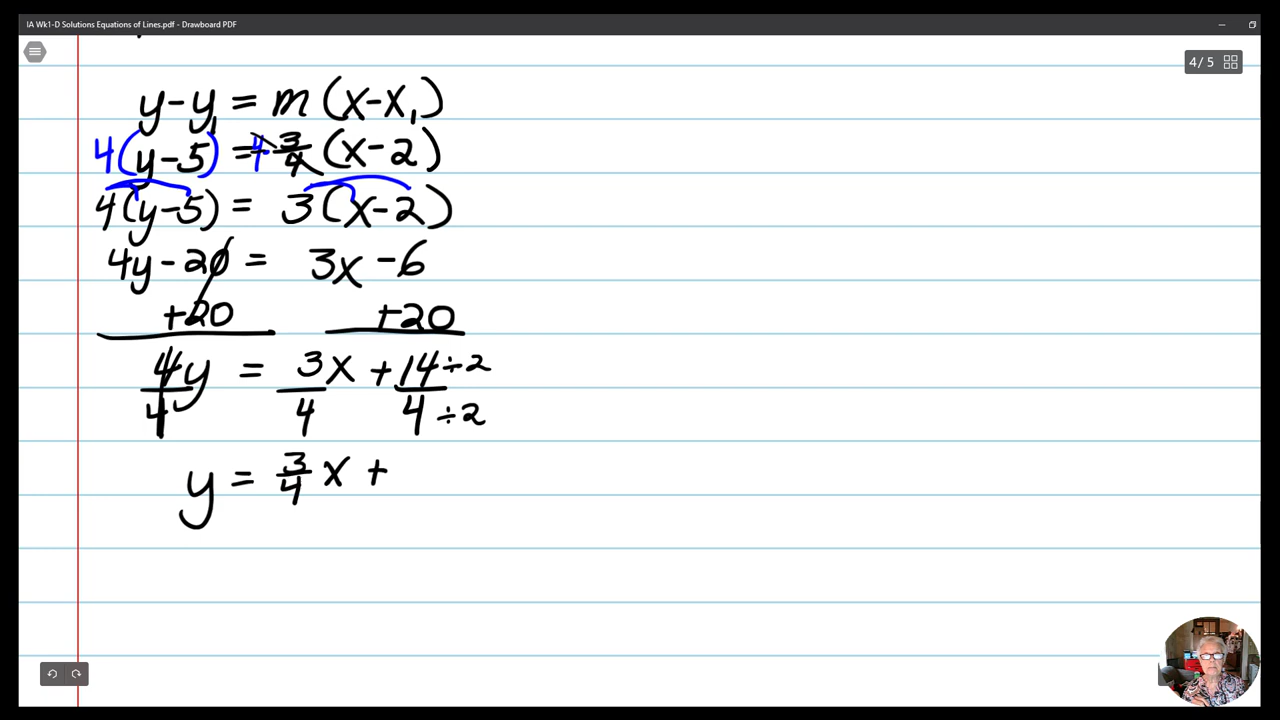 IA Wk1-D Solutions Equations of Lines.pdf - Drawboard PDF
4 / 5
y-y₁ = m(x-x₁)
4(y-5) = 4·3/4(x-2)
4(y-5) = 3(x-2)
4y-20 = 3x-6
+20 +20
4y/4 = 3x/4 + 14÷2/4÷2
y = 3/4 x +